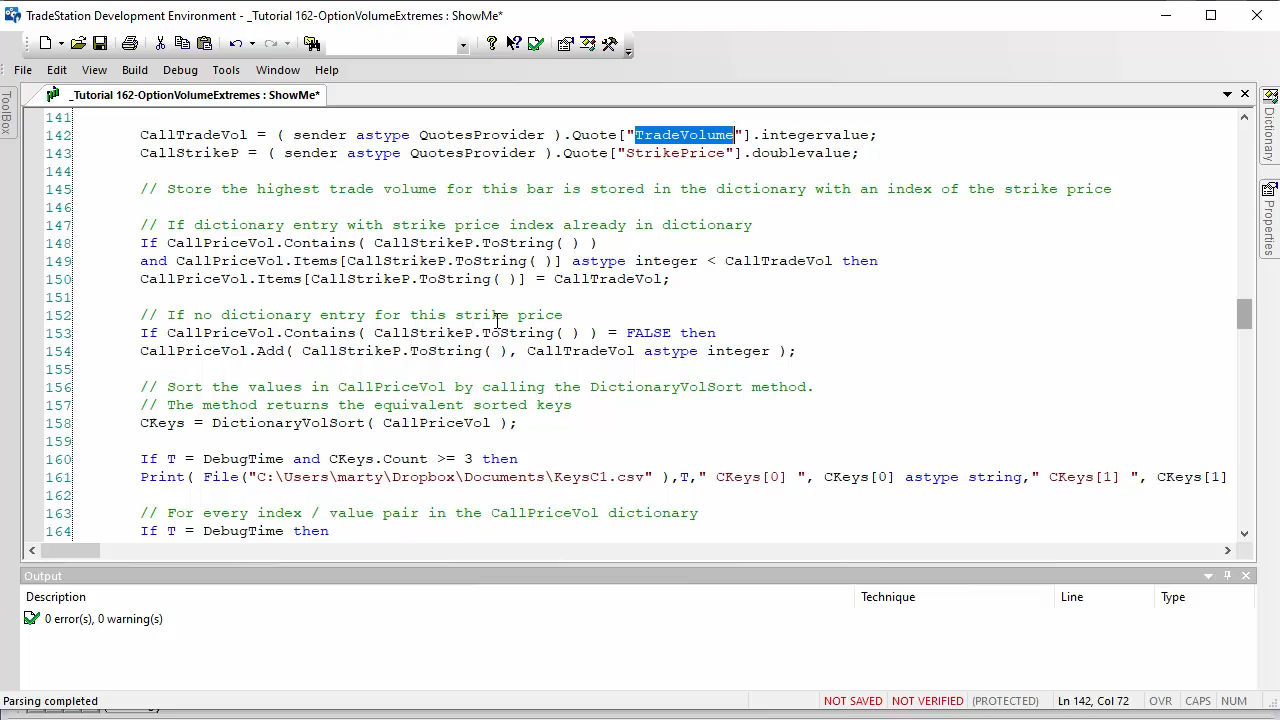 TradeStation Development Environment - _Tutorial 162-OptionVolumeExtremes : ShowMe*
File Edit View Build Debug Tools Window Help
ToolBox
_Tutorial 162-OptionVolumeExtremes : ShowMe*
Dictionary
Properties
141
142 CallTradeVol = ( sender astype QuotesProvider ).Quote["TradeVolume"].integervalue;
143 CallStrikeP = ( sender astype QuotesProvider ).Quote["StrikePrice"].doublevalue;
144
145 // Store the highest trade volume for this bar is stored in the dictionary with an index of the strike price
146
147 // If dictionary entry with strike price index already in dictionary
148 If CallPriceVol.Contains( CallStrikeP.ToString( ) )
149 and CallPriceVol.Items[CallStrikeP.ToString( )] astype integer < CallTradeVol then
150 CallPriceVol.Items[CallStrikeP.ToString( )] = CallTradeVol;
151
152 // If no dictionary entry for this strike price
153 If CallPriceVol.Contains( CallStrikeP.ToString( ) ) = FALSE then
154 CallPriceVol.Add( CallStrikeP.ToString( ), CallTradeVol astype integer );
155
156 // Sort the values in CallPriceVol by calling the DictionaryVolSort method.
157 // The method returns the equivalent sorted keys
158 CKeys = DictionaryVolSort( CallPriceVol );
159
160 If T = DebugTime and CKeys.Count >= 3 then
161 Print( File("C:\Users\marty\Dropbox\Documents\KeysC1.csv" ),T," CKeys[0] ", CKeys[0] astype string," CKeys[1] ", CKeys[1]
162
163 // For every index / value pair in the CallPriceVol dictionary
164 If T = DebugTime then
Output
Description Technique Line Type
0 error(s), 0 warning(s)
Parsing completed NOT SAVED NOT VERIFIED (PROTECTED) Ln 142, Col 72 OVR CAPS NUM